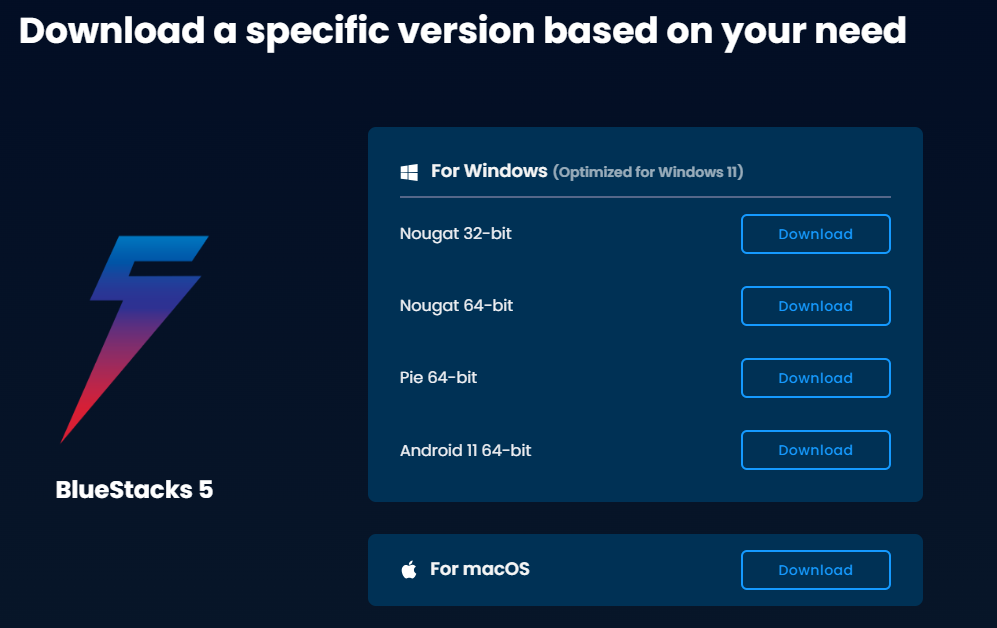 Download a specific version based on your need
For Windows (Optimized for Windows 11)
Nougat 32-bit Download
Nougat 64-bit Download
Pie 64-bit Download
Android 11 64-bit Download
BlueStacks 5
For macOS Download